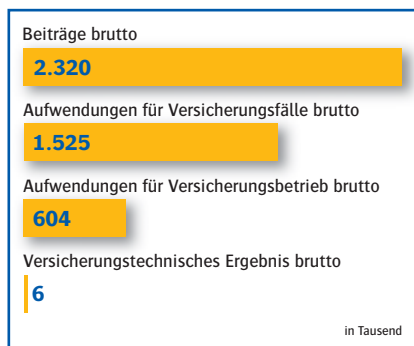 Beiträge brutto
2.320
Aufwendungen für Versicherungsfälle brutto
1.525
Aufwendungen für Versicherungsbetrieb brutto
604
Versicherungstechnisches Ergebnis brutto
6
in Tausend